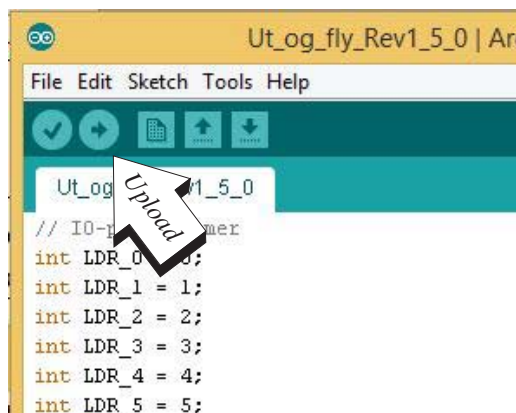 Ut_og_fly_Rev1_5_0 | Ar
File Edit Sketch Tools Help
Ut_og 1_5_0
Upload
// IO-p mer
int LDR_0 0;
int LDR_1 = 1;
int LDR_2 = 2;
int LDR_3 = 3;
int LDR_4 = 4;
int LDR_5 = 5;